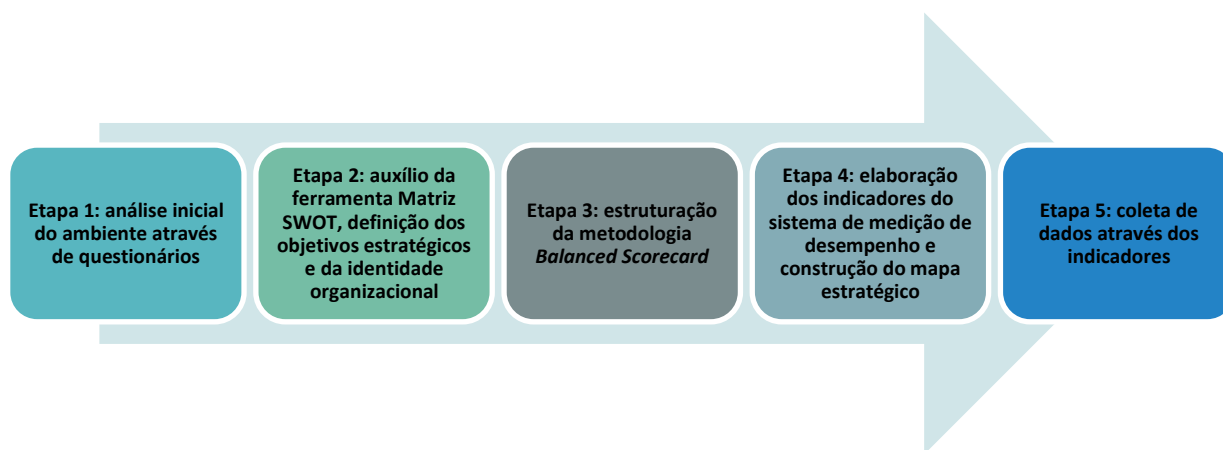 Etapa 1: análise inicial
do ambiente através
de questionários
Etapa 2: auxílio da
ferramenta Matriz
SWOT, definição dos
objetivos estratégicos
e da identidade
organizacional
Etapa 3: estruturação
da metodologia
Balanced Scorecard
Etapa 4: elaboração
dos indicadores do
sistema de medição de
desempenho e
construção do mapa
estratégico
Etapa 5: coleta de
dados através dos
indicadores